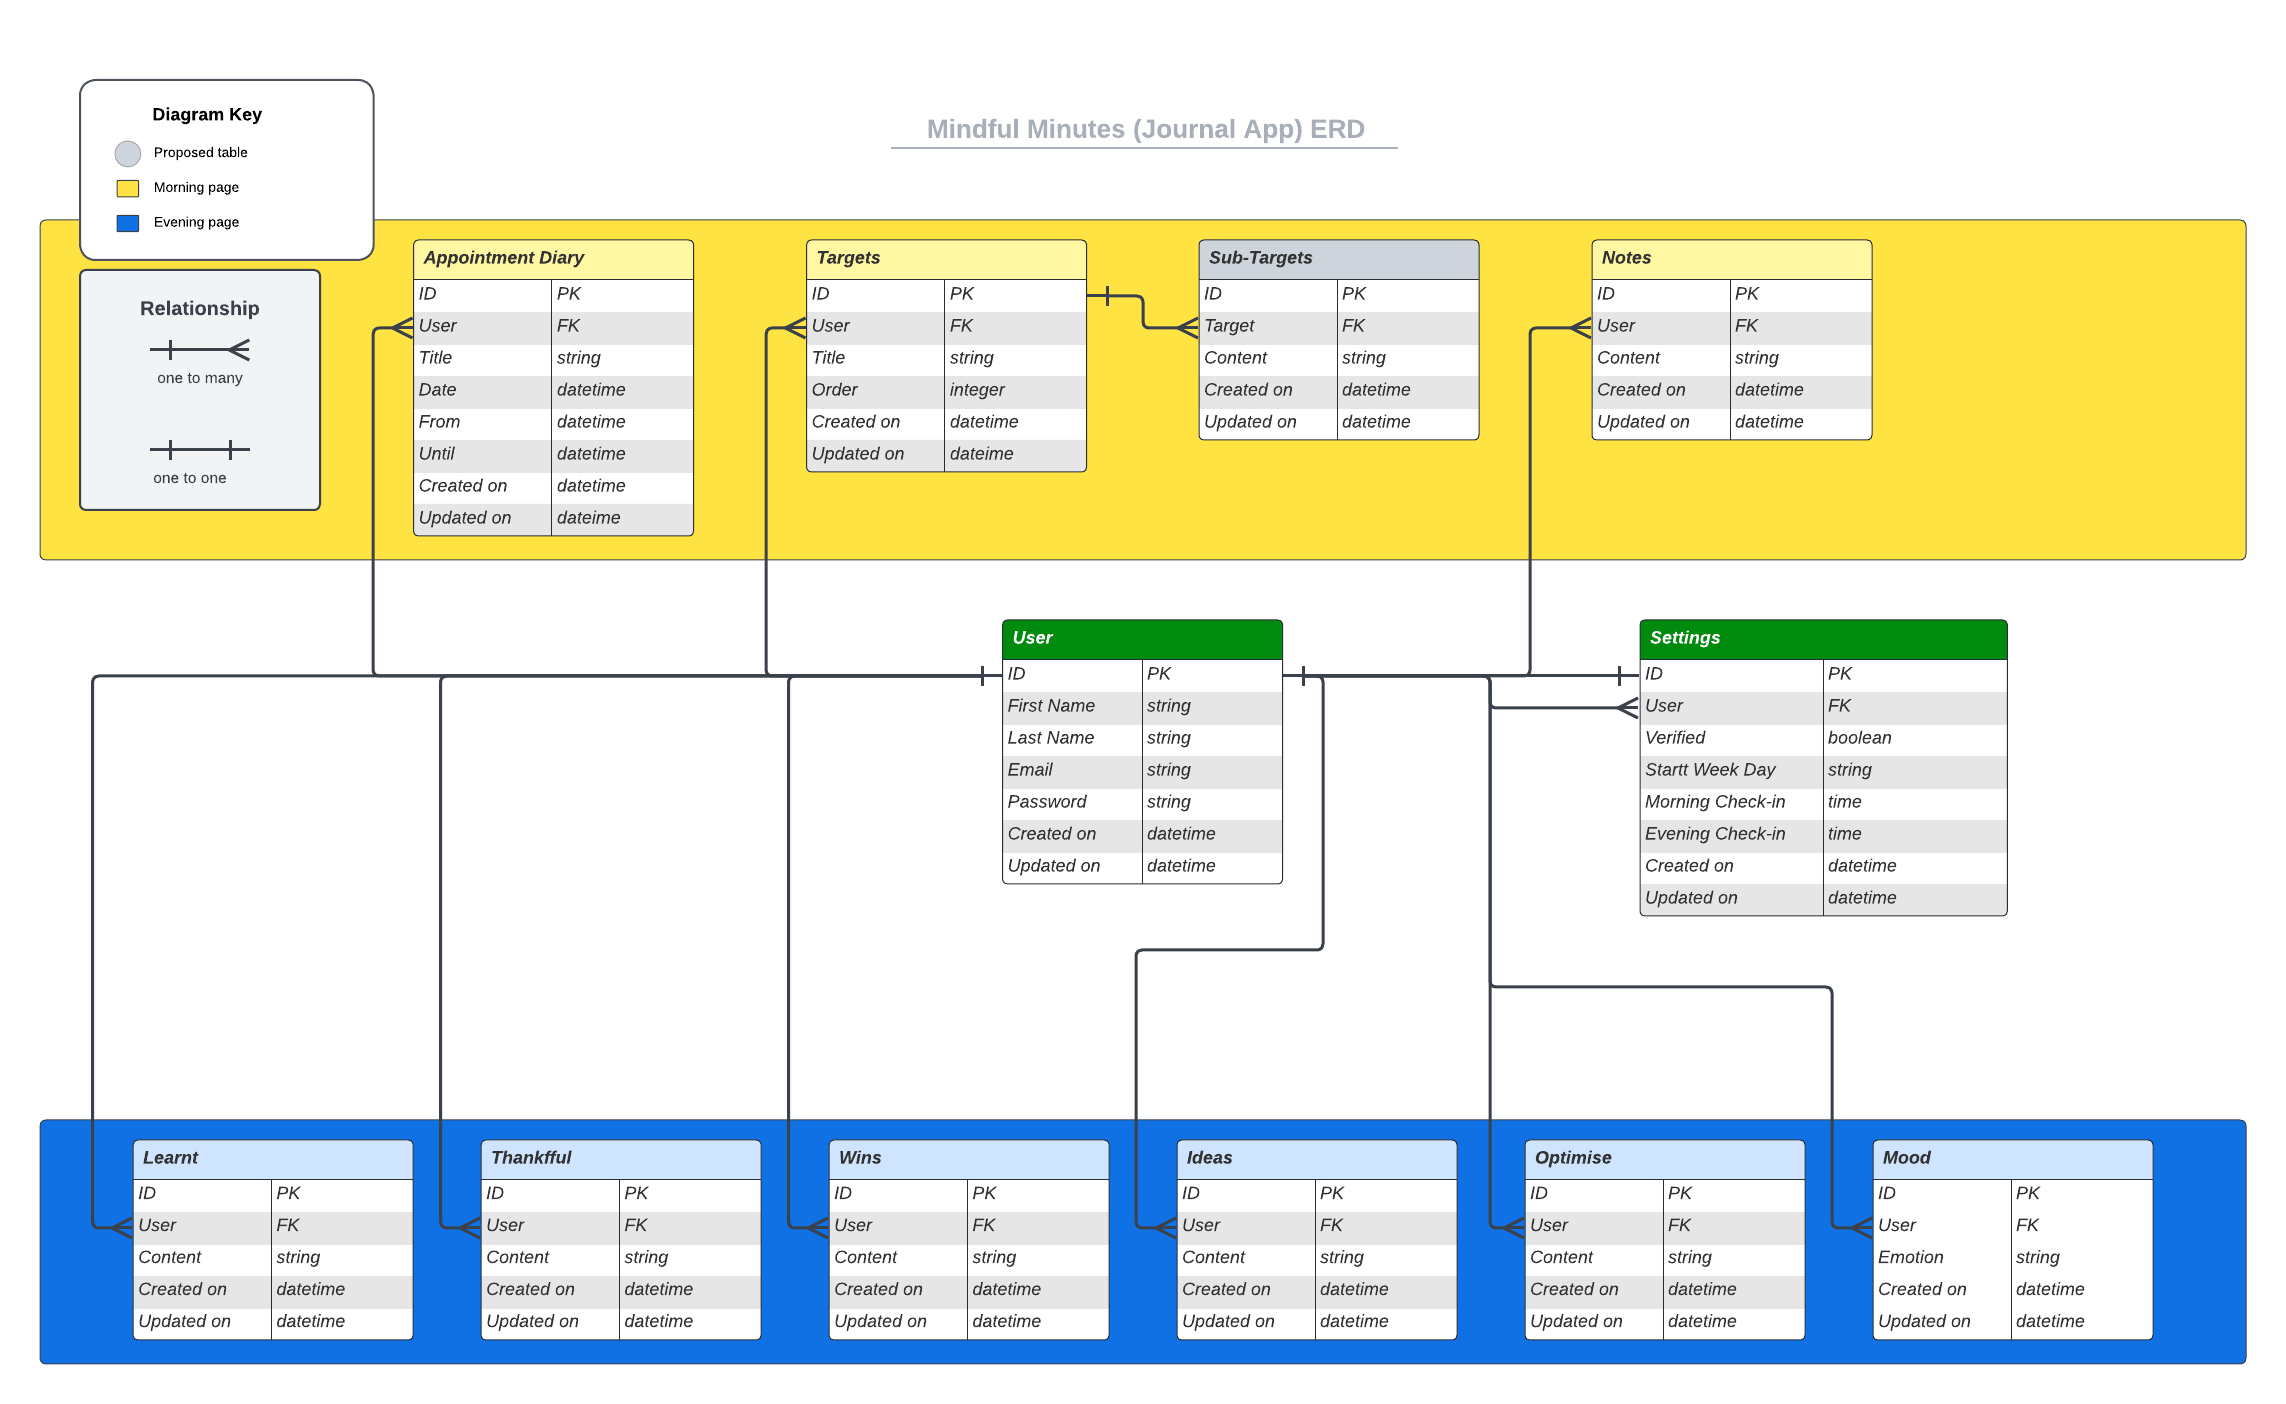 Diagram Key
Proposed table
Morning page
Evening page
Mindful Minutes (Journal App) ERD
Relationship
one to many
one to one
Appointment Diary
ID PK
User FK
Title string
Date datetime
From datetime
Until datetime
Created on datetime
Updated on dateime
Targets
ID PK
User FK
Title string
Order integer
Created on datetime
Updated on dateime
Sub-Targets
ID PK
Target FK
Content string
Created on datetime
Updated on datetime
Notes
ID PK
User FK
Content string
Created on datetime
Updated on datetime
User
ID PK
First Name string
Last Name string
Email string
Password string
Created on datetime
Updated on datetime
Settings
ID PK
User FK
Verified boolean
Startt Week Day string
Morning Check-in time
Evening Check-in time
Created on datetime
Updated on datetime
Learnt
ID PK
User FK
Content string
Created on datetime
Updated on datetime
Thankfful
ID PK
User FK
Content string
Created on datetime
Updated on datetime
Wins
ID PK
User FK
Content string
Created on datetime
Updated on datetime
Ideas
ID PK
User FK
Content string
Created on datetime
Updated on datetime
Optimise
ID PK
User FK
Content string
Created on datetime
Updated on datetime
Mood
ID PK
User FK
Emotion string
Created on datetime
Updated on datetime